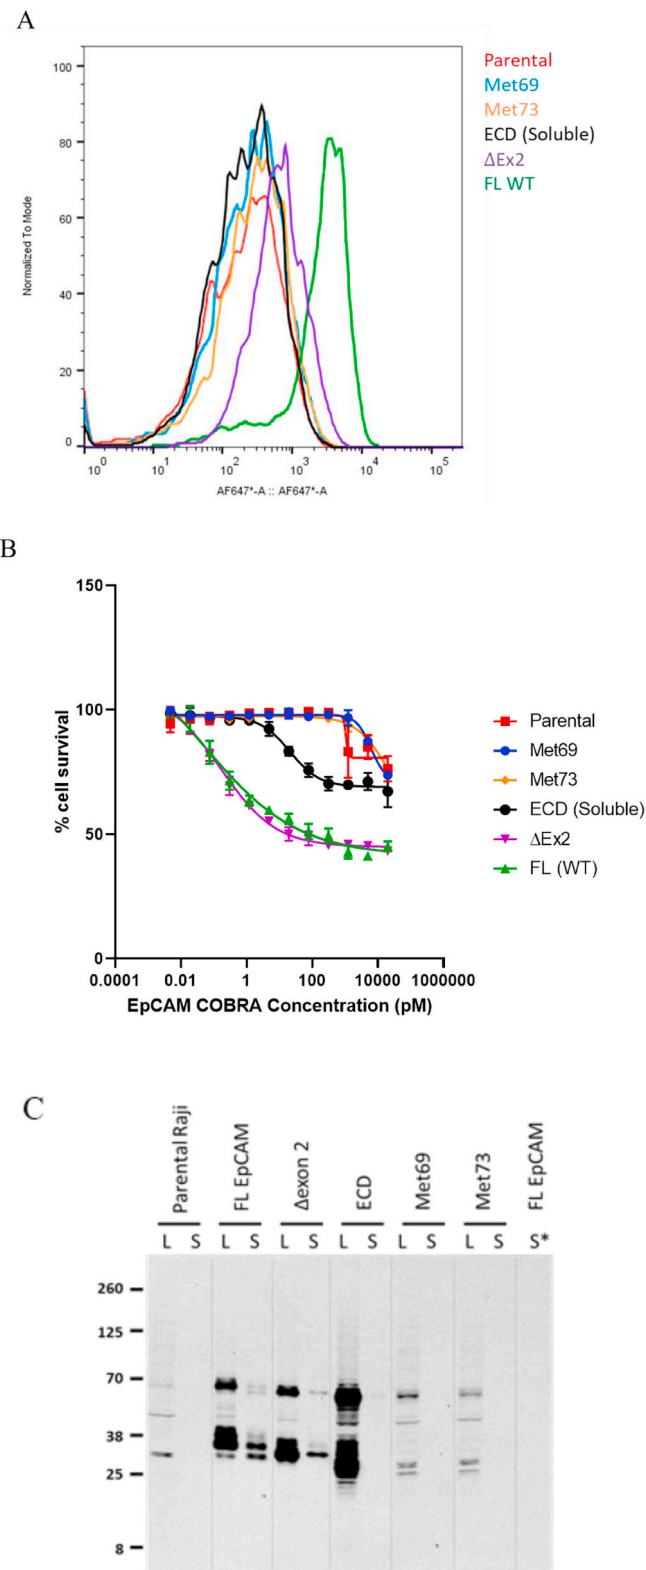 A
Parental
Met69
Met73
ECD (Soluble)
ΔEx2
FL WT
100
80
60
40
20
0
Normalized To Mode
10^0 10^1 10^2 10^3 10^4 10^5
AF647*-A :: AF647*-A
B
150
100
50
0
% cell survival
0.0001 0.01 1 100 10000 1000000
EpCAM COBRA Concentration (pM)
Parental
Met69
Met73
ECD (Soluble)
ΔEx2
FL (WT)
C
Parental Raji
FL EpCAM
Δexon 2
ECD
Met69
Met73
FL EpCAM
L S L S L S L S L S L S S*
260
125
70
38
25
8